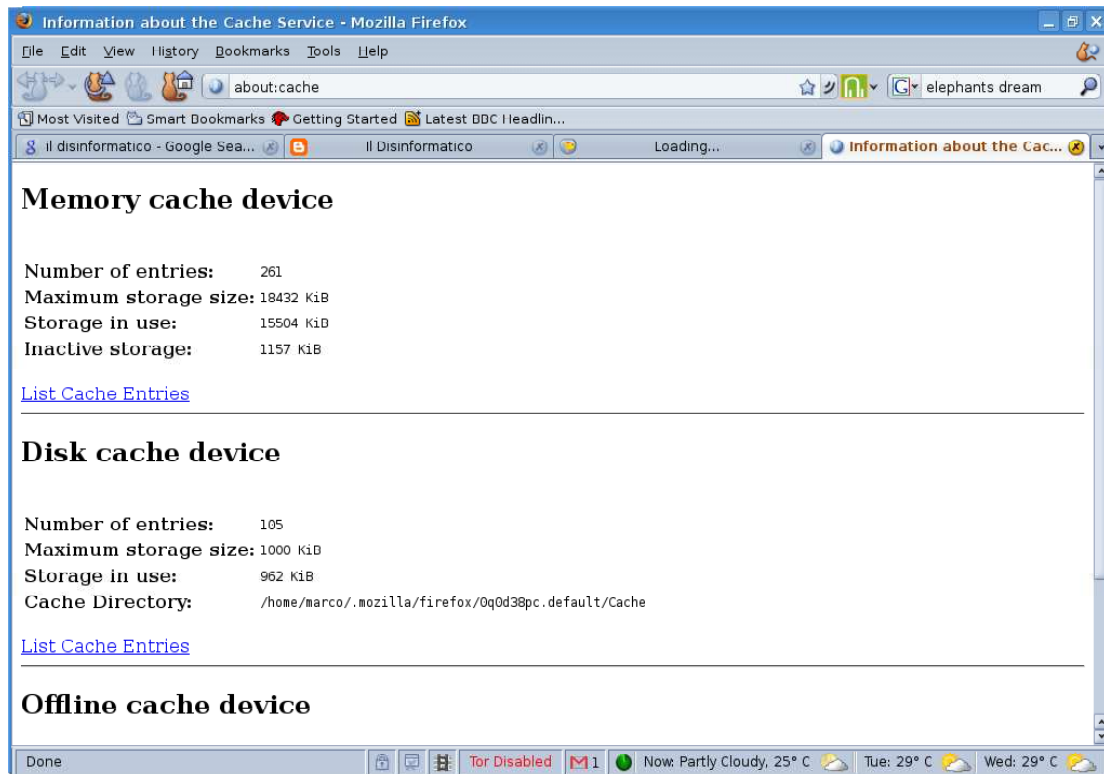 Information about the Cache Service - Mozilla Firefox
File Edit View History Bookmarks Tools Help
about:cache
elephants dream
Most Visited Smart Bookmarks Getting Started Latest BBC Headlin...
il disinformatico - Google Sea... Il Disinformatico Loading... Information about the Cac...
Memory cache device
Number of entries: 261
Maximum storage size: 18432 KiB
Storage in use: 15504 KiB
Inactive storage: 1157 KiB
List Cache Entries
Disk cache device
Number of entries: 105
Maximum storage size: 1000 KiB
Storage in use: 962 KiB
Cache Directory: /home/marco/.mozilla/firefox/0q0d38pc.default/Cache
List Cache Entries
Offline cache device
Done Tor Disabled 1 Now: Partly Cloudy, 25° C Tue: 29° C Wed: 29° C